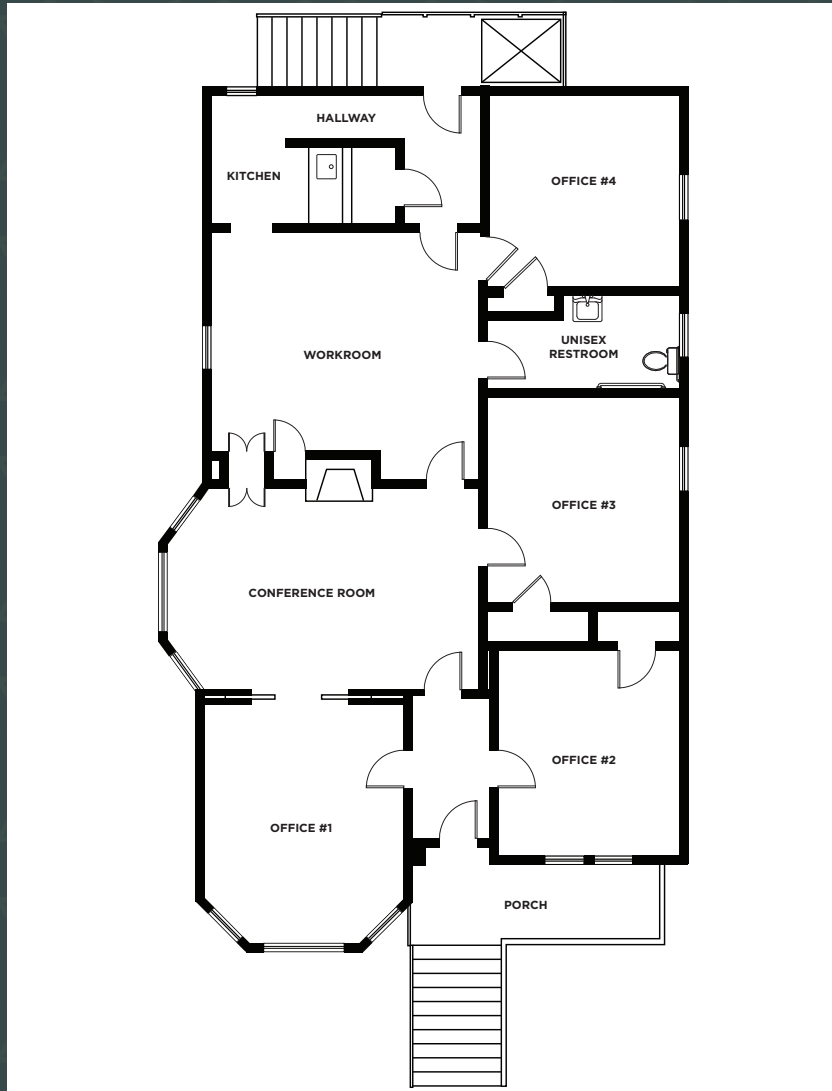 HALLWAY
KITCHEN
OFFICE #4
UNISEX
RESTROOM
WORKROOM
OFFICE #3
CONFERENCE ROOM
OFFICE #2
OFFICE #1
PORCH